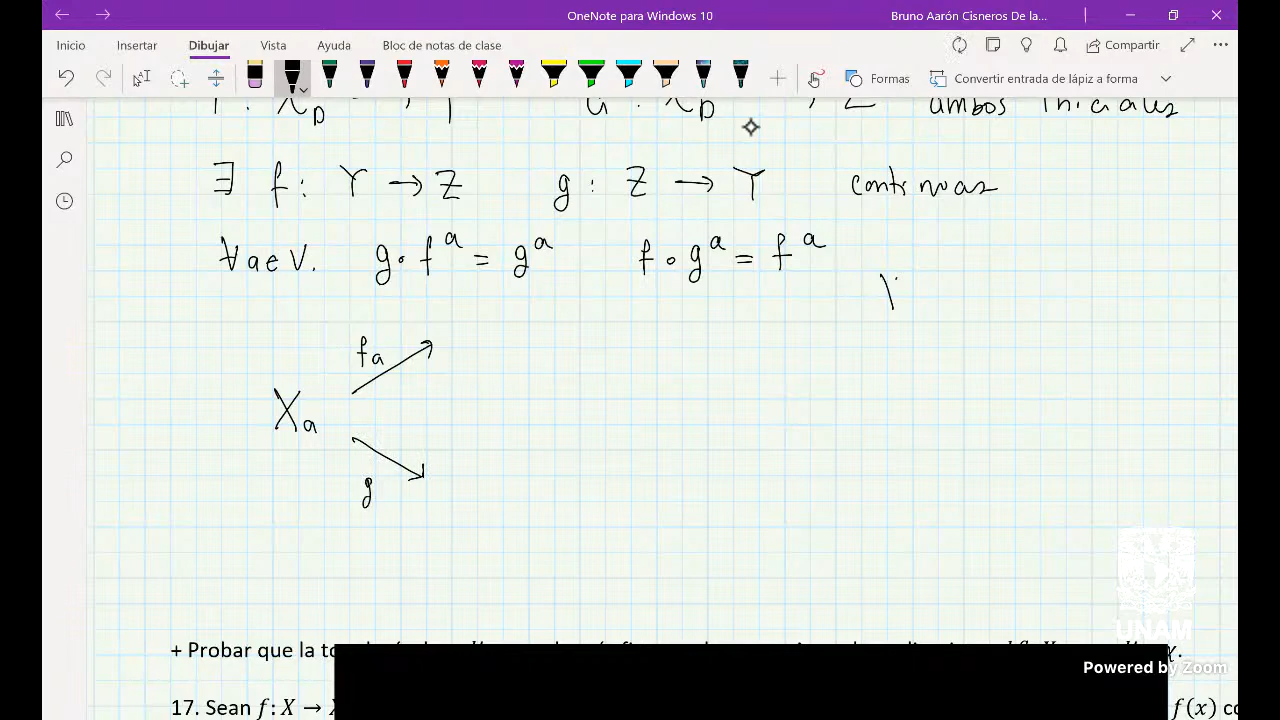 OneNote para Windows 10
Bruno Aarón Cisneros De la...
Inicio Insertar Dibujar Vista Ayuda Bloc de notas de clase Compartir
Formas Convertir entrada de lápiz a forma
ambos iniciales
∃ f: Y → Z g: Z → Y continuas
∀a∈V. g∘f^a = g^a f∘g^a = f^a
f_a
X_a
g
+ Probar que la
17. Sean f: X → f(x)
UNAM
Powered by Zoom